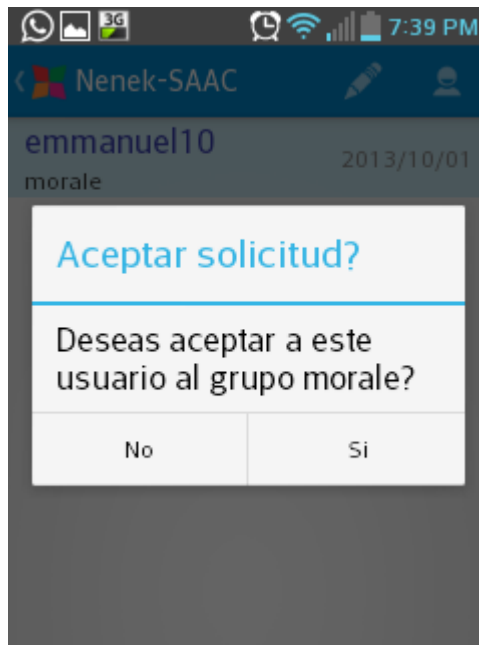 3G 7:39 PM
Nenek-SAAC
emmanuel10 2013/10/01
morale
Aceptar solicitud?
Deseas aceptar a este
usuario al grupo morale?
No Si